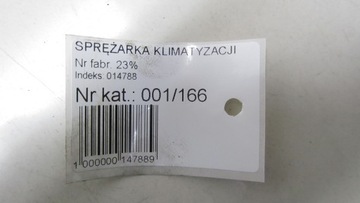 SPRĘŻARKA KLIMATYZACJI
Nr fabr. 23%
Indeks. 014788
Nr kat.: 001/166
1 000000 147889